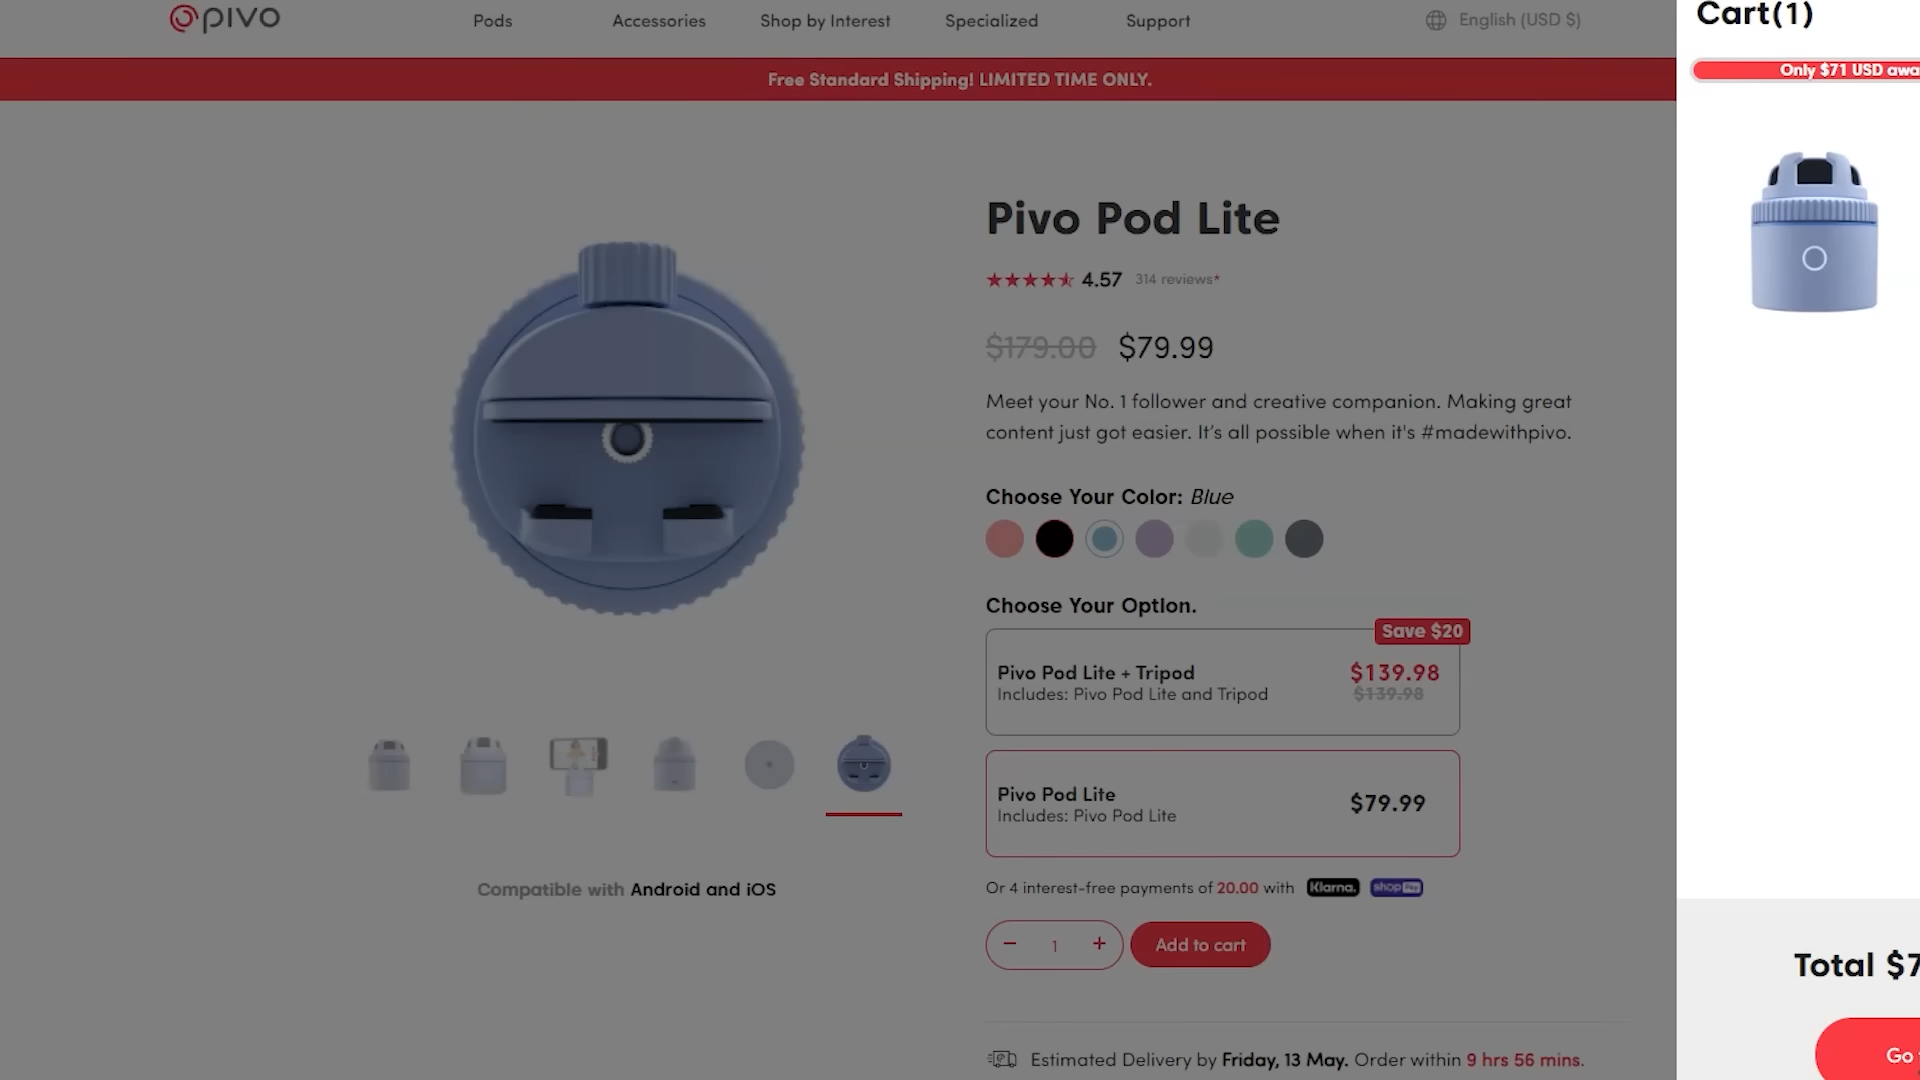 pivo
Pods
Accessories
Shop by Interest
Specialized
Support
English (USD $)
Cart(1)
Only $71 USD awa
Free Standard Shipping! LIMITED TIME ONLY.
Pivo Pod Lite
4.57 314 reviews*
$179.00 $79.99
Meet your No. 1 follower and creative companion. Making great
content just got easier. It's all possible when it's #madewithpivo.
Choose Your Color: Blue
Choose Your Option.
Save $20
Pivo Pod Lite + Tripod
$139.98
Includes: Pivo Pod Lite and Tripod
$139.98
Pivo Pod Lite
$79.99
Includes: Pivo Pod Lite
Or 4 interest-free payments of 20.00 with Klarna. shop Pay
Compatible with Android and iOS
− 1 +
Add to cart
Total $7
Go
Estimated Delivery by Friday, 13 May. Order within 9 hrs 56 mins.